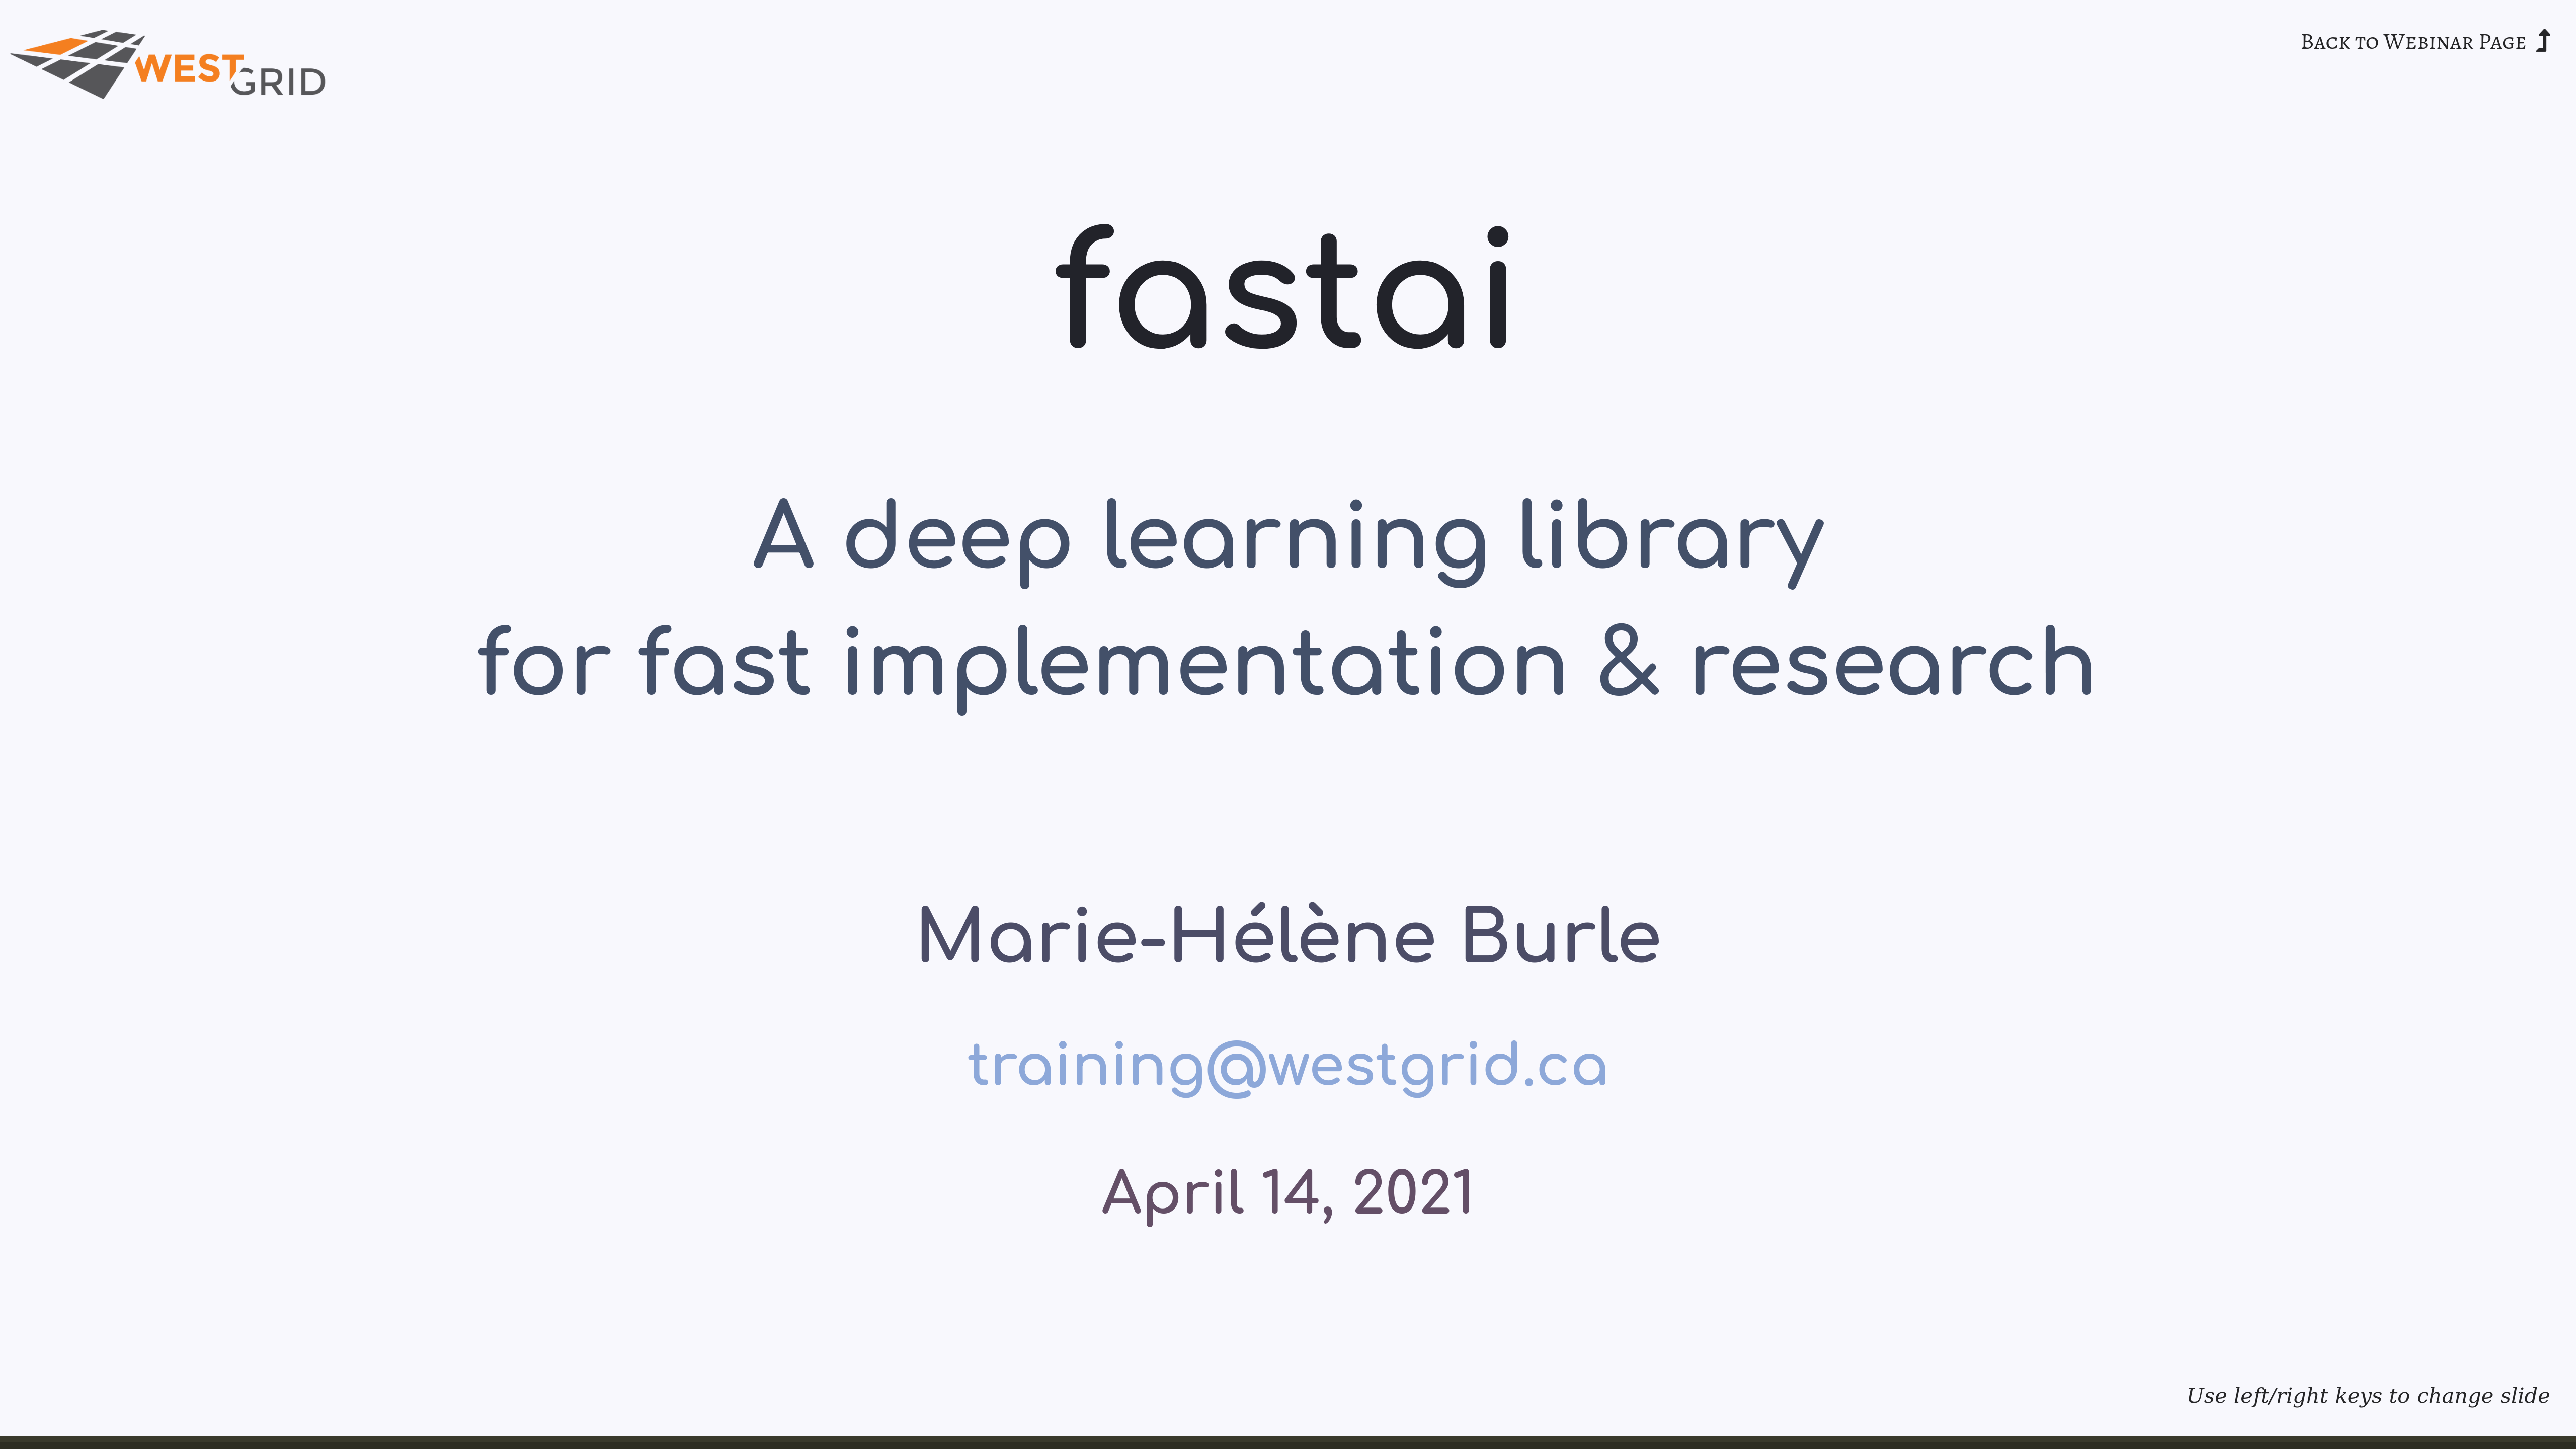 WESTGRID
Back to Webinar Page
fastai
A deep learning library
for fast implementation & research
Marie-Hélène Burle
training@westgrid.ca
April 14, 2021
Use left/right keys to change slide